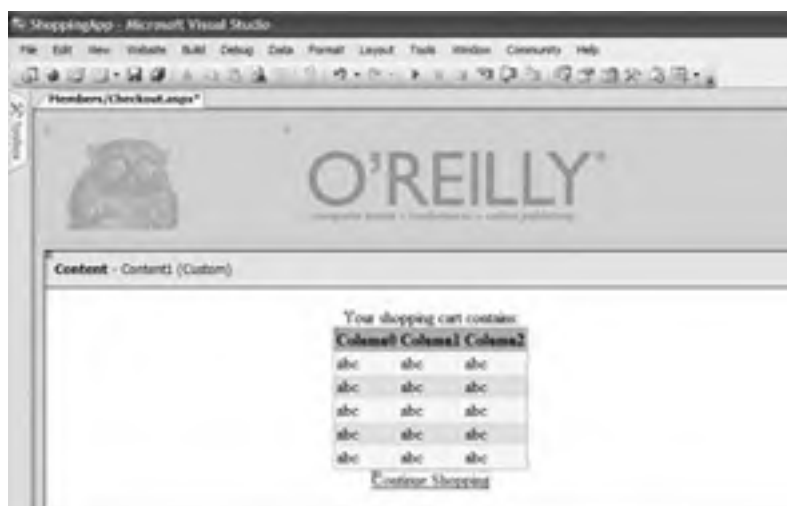 ShoppingApp - Microsoft Visual Studio
File Edit View Website Build Debug Data Format Layout Tools Window Community Help
Members/Checkout.aspx*
Toolbox
O'REILLY®
Content - Content1 (Custom)
Your shopping cart contains:
Column0 Column1 Column2
abc abc abc
abc abc abc
abc abc abc
abc abc abc
abc abc abc
Continue Shopping